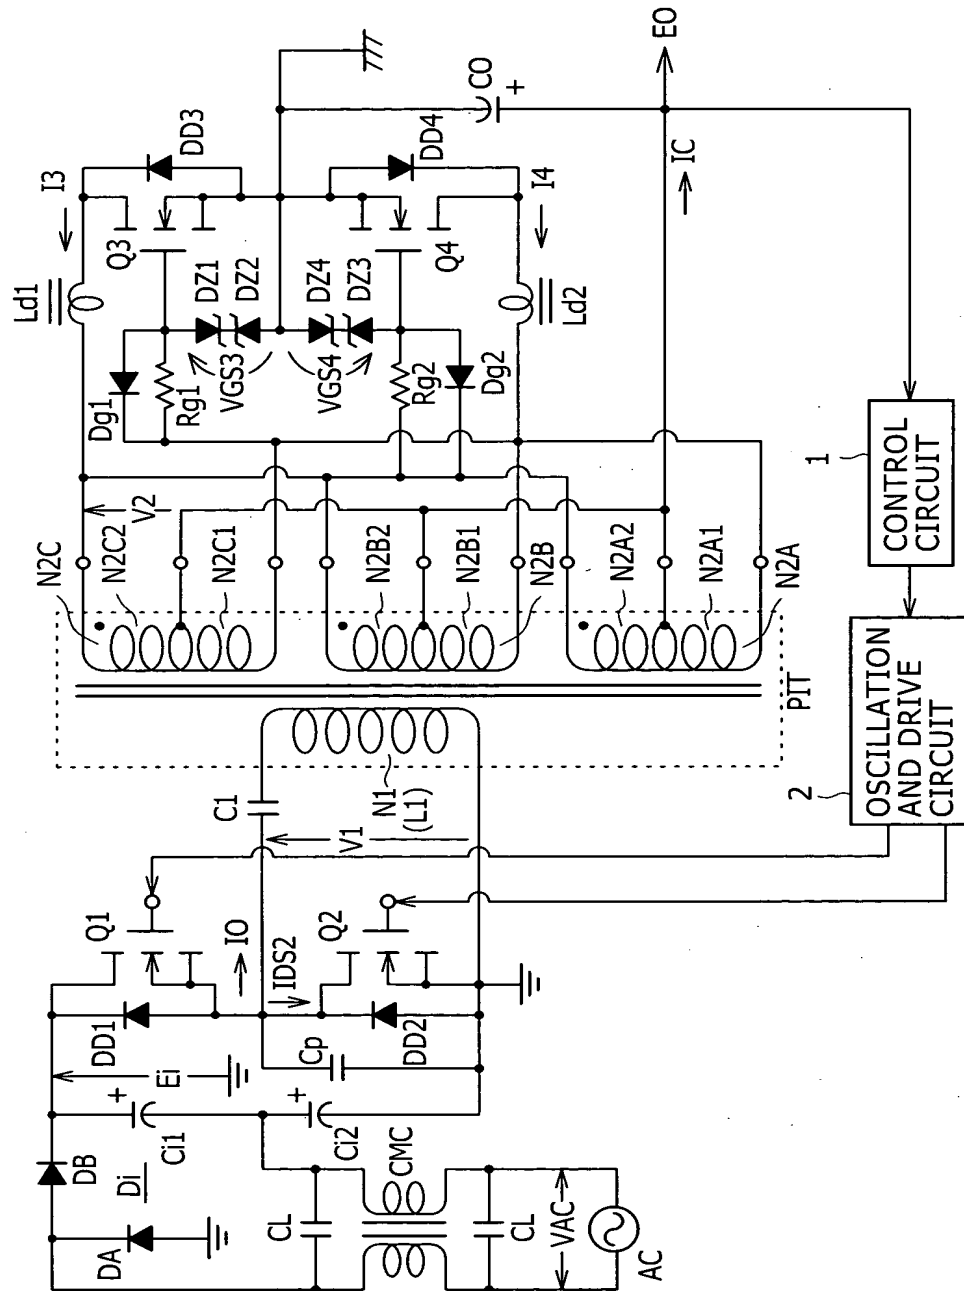 AC
VAC
CL
CMC
CL
DA
Di
DB
Ci1
+
Ci2
+
Ei
DD1
Cp
DD2
Q1
IO
IDS2
Q2
C1
V1
N1
(L1)
PIT
N2C
N2C2
N2C1
N2B2
N2B1
N2B
N2A2
N2A1
N2A
V2
Dg1
Rg1
VGS3
VGS4
Rg2
Dg2
Ld1
DZ1
DZ2
DZ4
DZ3
Ld2
Q3
Q4
I3
I4
DD3
DD4
CO
+
IC
EO
1
CONTROL
CIRCUIT
2
OSCILLATION
AND DRIVE
CIRCUIT